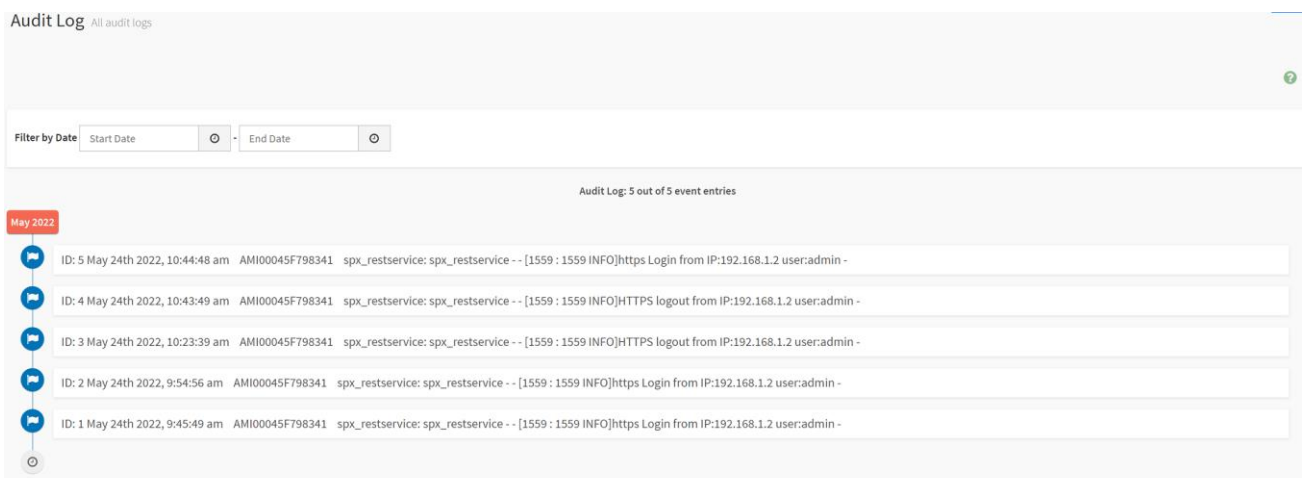 Audit Log All audit logs
Filter by Date Start Date - End Date
Audit Log: 5 out of 5 event entries
May 2022
ID: 5 May 24th 2022, 10:44:48 am AMI00045F798341 spx_restservice: spx_restservice - - [1559 : 1559 INFO]https Login from IP:192.168.1.2 user:admin -
ID: 4 May 24th 2022, 10:43:49 am AMI00045F798341 spx_restservice: spx_restservice - - [1559 : 1559 INFO]HTTPS logout from IP:192.168.1.2 user:admin -
ID: 3 May 24th 2022, 10:23:39 am AMI00045F798341 spx_restservice: spx_restservice - - [1559 : 1559 INFO]HTTPS logout from IP:192.168.1.2 user:admin -
ID: 2 May 24th 2022, 9:54:56 am AMI00045F798341 spx_restservice: spx_restservice - - [1559 : 1559 INFO]https Login from IP:192.168.1.2 user:admin -
ID: 1 May 24th 2022, 9:45:49 am AMI00045F798341 spx_restservice: spx_restservice - - [1559 : 1559 INFO]https Login from IP:192.168.1.2 user:admin -